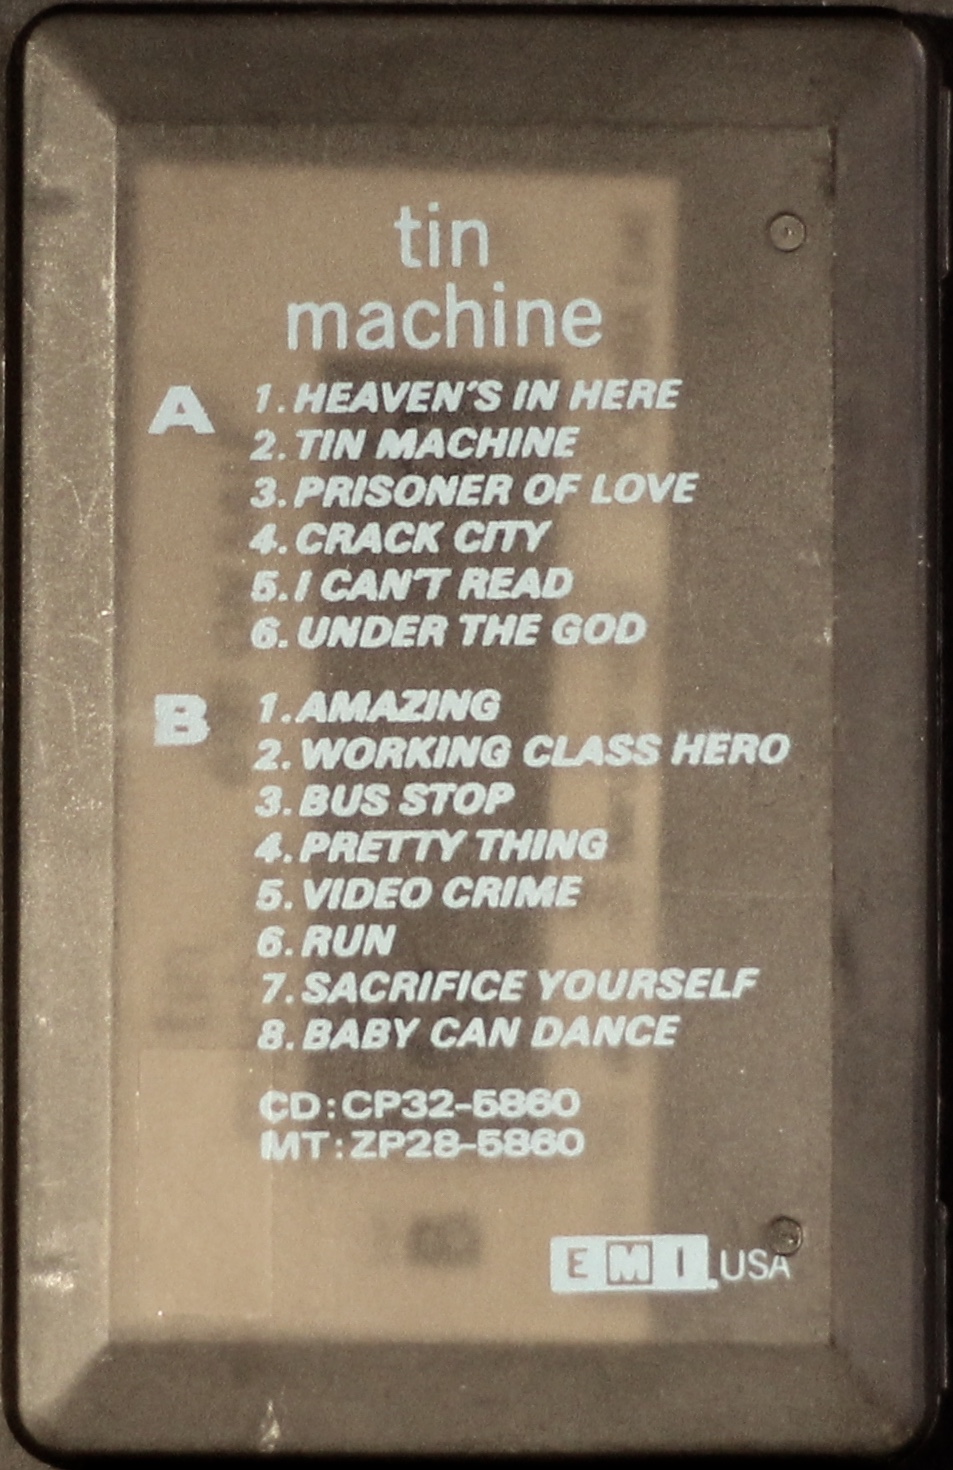 tin
machine
A 1. HEAVEN'S IN HERE
2. TIN MACHINE
3. PRISONER OF LOVE
4. CRACK CITY
5. I CAN'T READ
6. UNDER THE GOD
B 1. AMAZING
2. WORKING CLASS HERO
3. BUS STOP
4. PRETTY THING
5. VIDEO CRIME
6. RUN
7. SACRIFICE YOURSELF
8. BABY CAN DANCE
CD:CP32-5860
MT:ZP28-5860
EMI USA